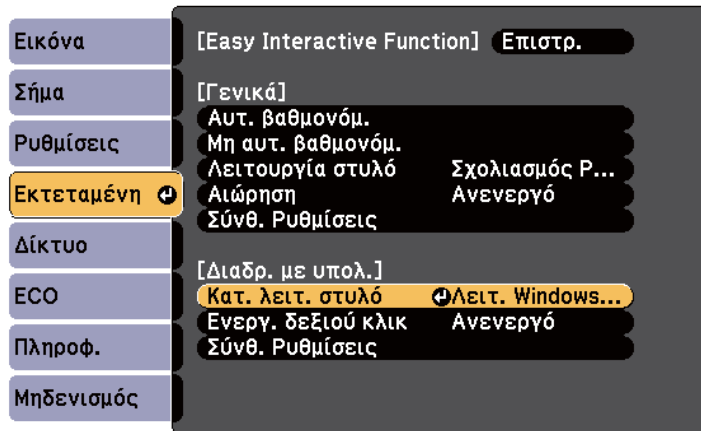 Εικόνα
Σήμα
Ρυθμίσεις
Εκτεταμένη
Δίκτυο
ECO
Πληροφ.
Μηδενισμός
[Easy Interactive Function] Επιστρ.
[Γενικά]
Αυτ. βαθμονόμ.
Μη αυτ. βαθμονόμ.
Λειτουργία στυλό Σχολιασμός P...
Αιώρηση Ανενεργό
Σύνθ. Ρυθμίσεις
[Διαδρ. με υπολ.]
Κατ. λειτ. στυλό Λειτ. Windows...
Ενεργ. δεξιού κλικ Ανενεργό
Σύνθ. Ρυθμίσεις